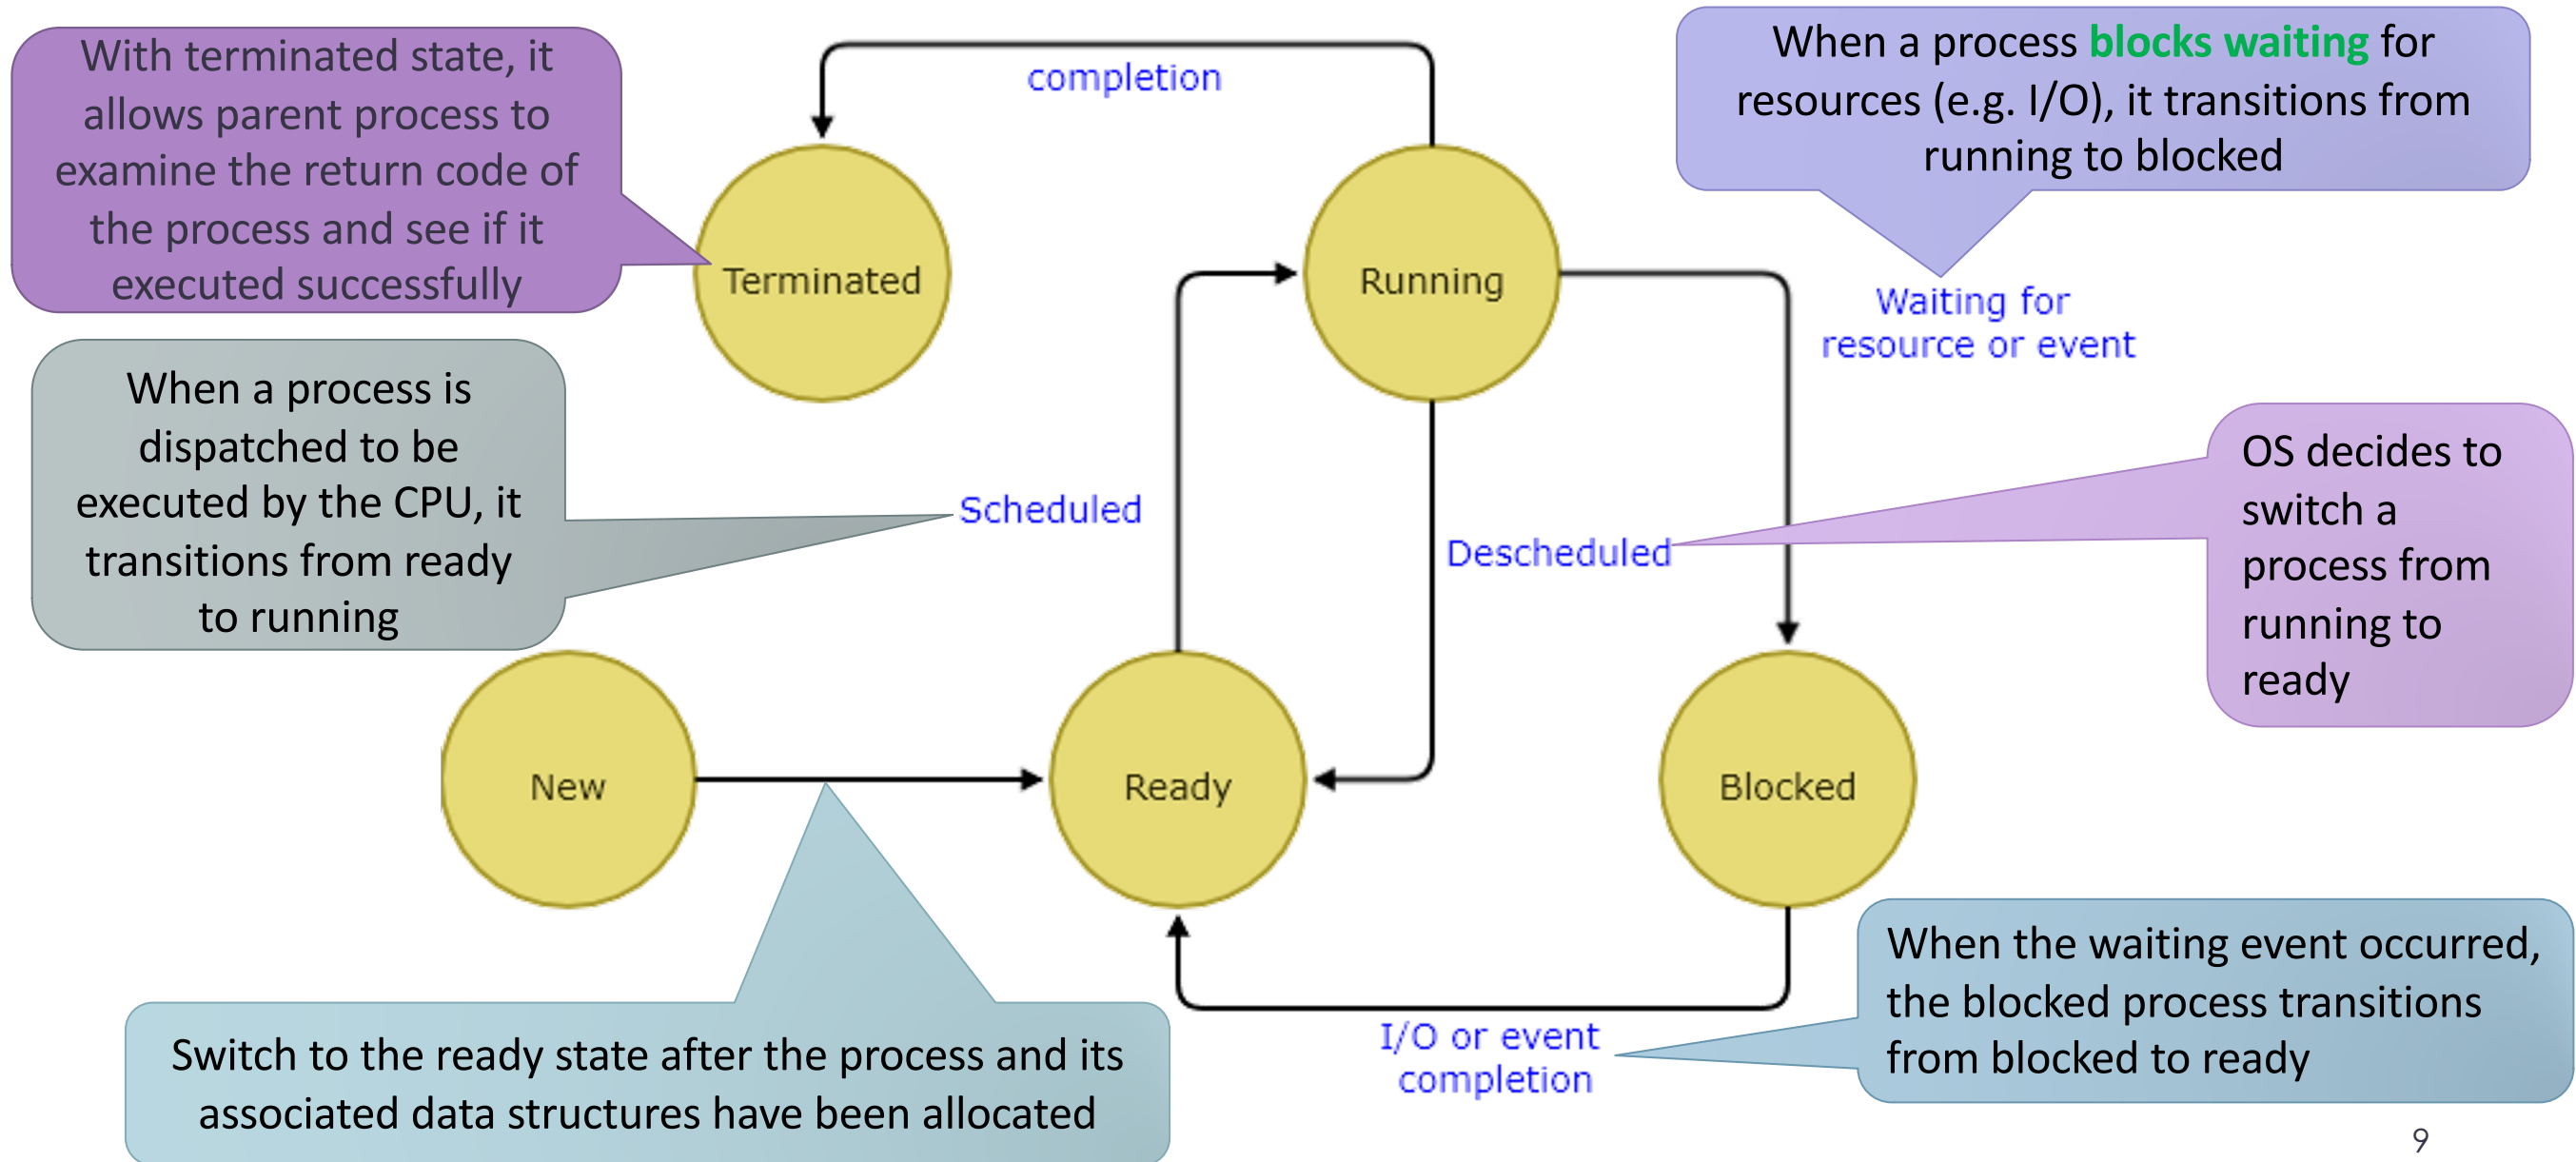 With terminated state, it
allows parent process to
examine the return code of
the process and see if it
executed successfully
completion
When a process blocks waiting for
resources (e.g. I/O), it transitions from
running to blocked
Terminated
Running
Waiting for
resource or event
When a process is
dispatched to be
executed by the CPU, it
transitions from ready
to running
Scheduled
Descheduled
OS decides to
switch a
process from
running to
ready
New
Ready
Blocked
Switch to the ready state after the process and its
associated data structures have been allocated
I/O or event
completion
When the waiting event occurred,
the blocked process transitions
from blocked to ready
9